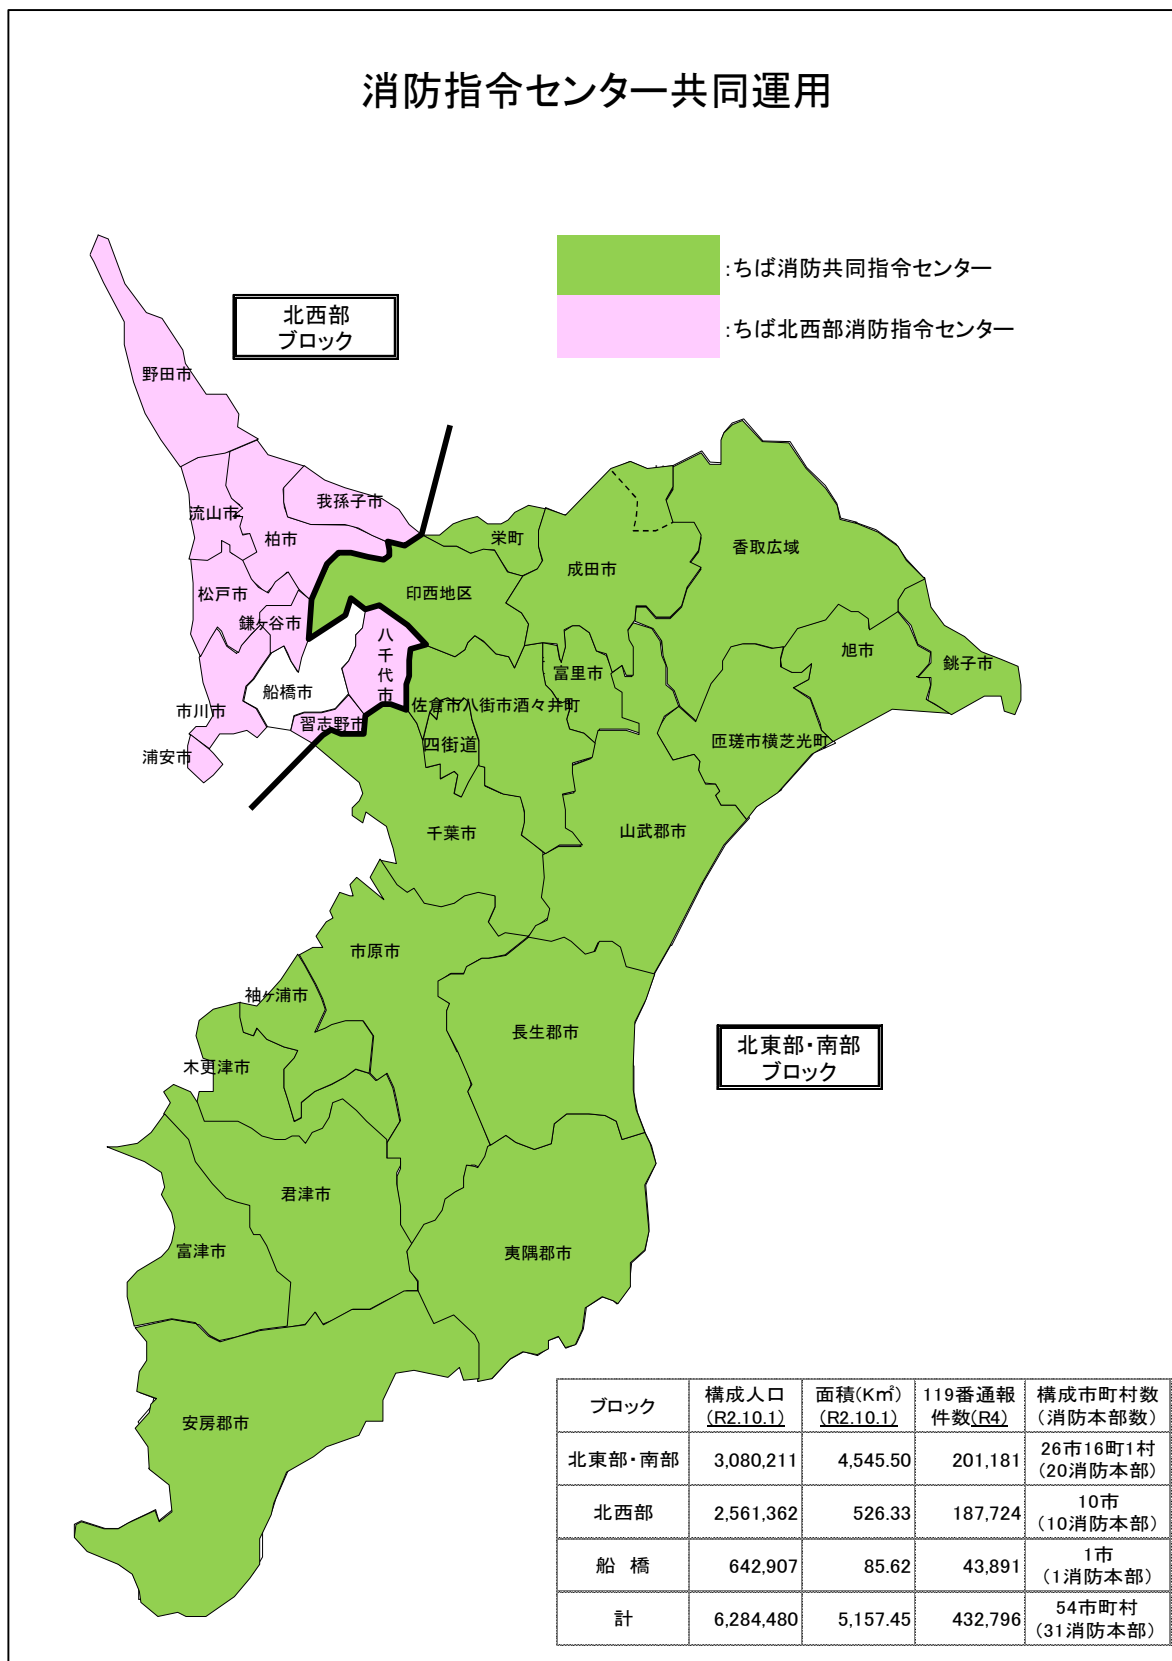 消防指令センター共同運用
:ちば消防共同指令センター
:ちば北西部消防指令センター
北西部
ブロック
野田市
我孫子市
流山市
柏市
栄町
香取広域
成田市
印西地区
松戸市
鎌ヶ谷市
八千代市
旭市
銚子市
富里市
船橋市
佐倉市八街市酒々井町
市川市
習志野市
四街道
匝瑳市横芝光町
浦安市
千葉市
山武郡市
市原市
袖ヶ浦市
長生郡市
北東部・南部
ブロック
木更津市
君津市
富津市
夷隅郡市
安房郡市
ブロック 構成人口 (R2.10.1) 面積(K㎡) (R2.10.1) 119番通報 件数(R4) 構成市町村数 (消防本部数)
北東部・南部 3,080,211 4,545.50 201,181 26市16町1村 (20消防本部)
北西部 2,561,362 526.33 187,724 10市 (10消防本部)
船 橋 642,907 85.62 43,891 1市 (1消防本部)
計 6,284,480 5,157.45 432,796 54市町村 (31消防本部)